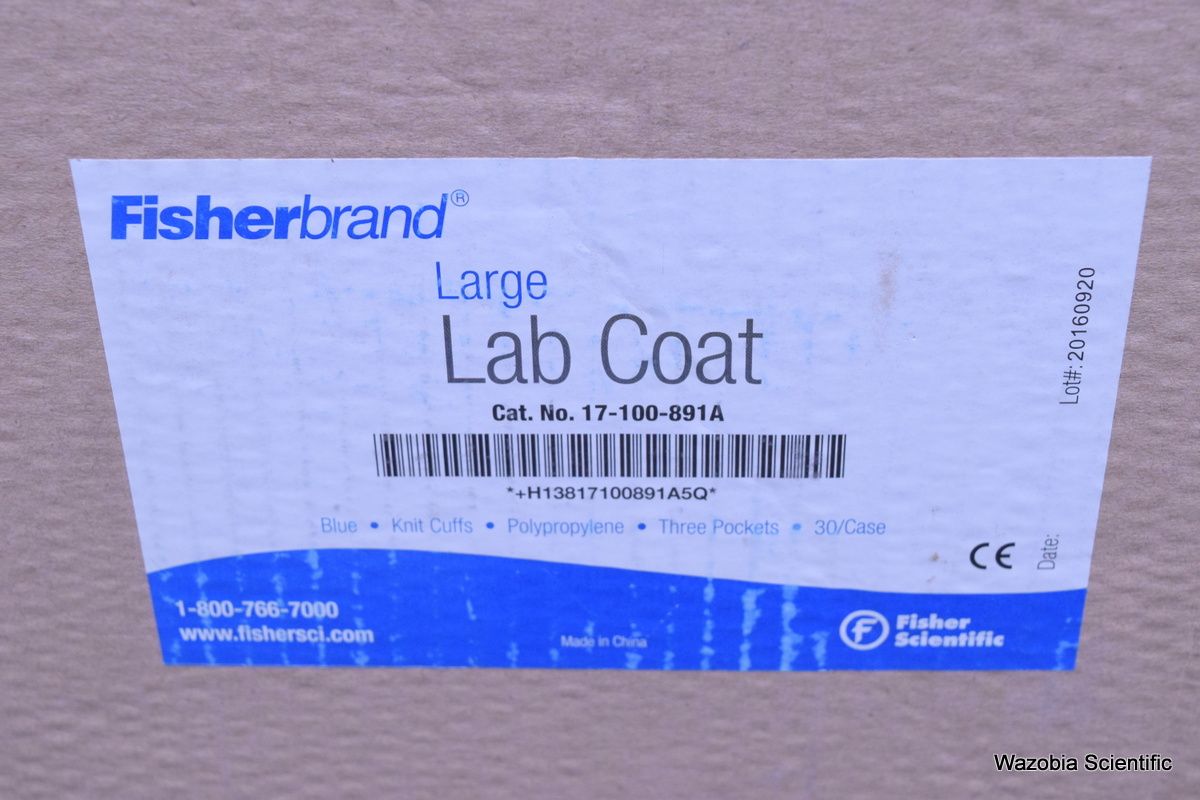 Fisherbrand®
Large
Lab Coat
Cat. No. 17-100-891A
*+H13817100891A5Q*
Blue • Knit Cuffs • Polypropylene • Three Pockets • 30/Case
Lot#: 20160920
CE
Date:
1-800-766-7000
www.fishersci.com
Made in China
F Fisher
Scientific
Wazobia Scientific